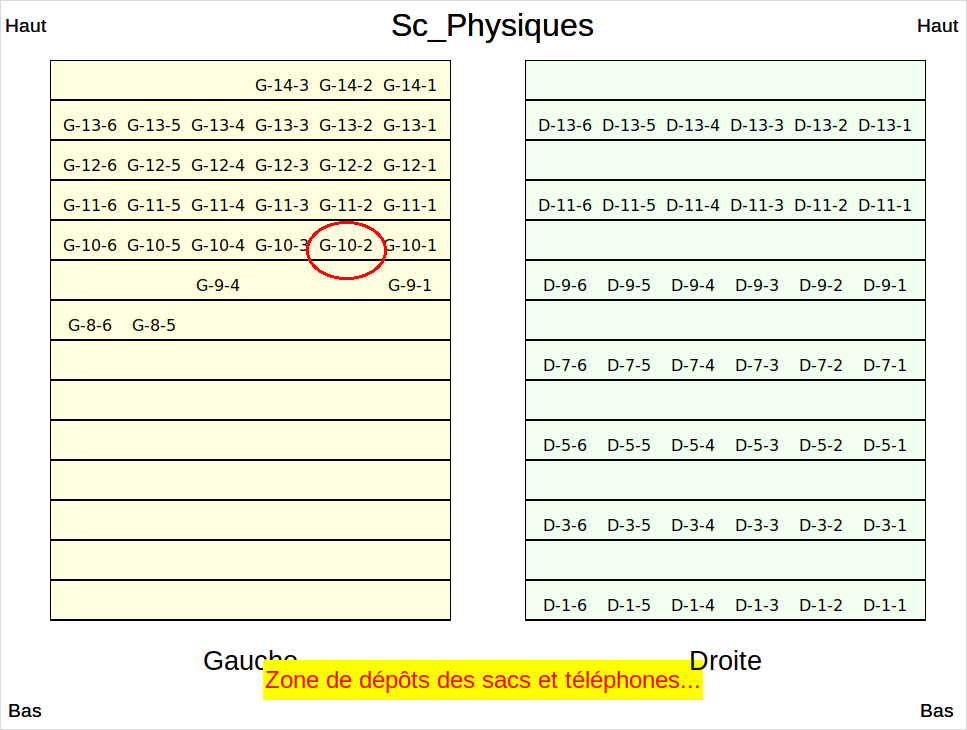 Haut Sc_Physiques Haut
G-14-3 G-14-2 G-14-1
G-13-6 G-13-5 G-13-4 G-13-3 G-13-2 G-13-1 D-13-6 D-13-5 D-13-4 D-13-3 D-13-2 D-13-1
G-12-6 G-12-5 G-12-4 G-12-3 G-12-2 G-12-1
G-11-6 G-11-5 G-11-4 G-11-3 G-11-2 G-11-1 D-11-6 D-11-5 D-11-4 D-11-3 D-11-2 D-11-1
G-10-6 G-10-5 G-10-4 G-10-3 G-10-2 G-10-1
G-9-4 G-9-1 D-9-6 D-9-5 D-9-4 D-9-3 D-9-2 D-9-1
G-8-6 G-8-5
D-7-6 D-7-5 D-7-4 D-7-3 D-7-2 D-7-1
D-5-6 D-5-5 D-5-4 D-5-3 D-5-2 D-5-1
D-3-6 D-3-5 D-3-4 D-3-3 D-3-2 D-3-1
D-1-6 D-1-5 D-1-4 D-1-3 D-1-2 D-1-1
Gauche Droite
Zone de dépôts des sacs et téléphones...
Bas Bas